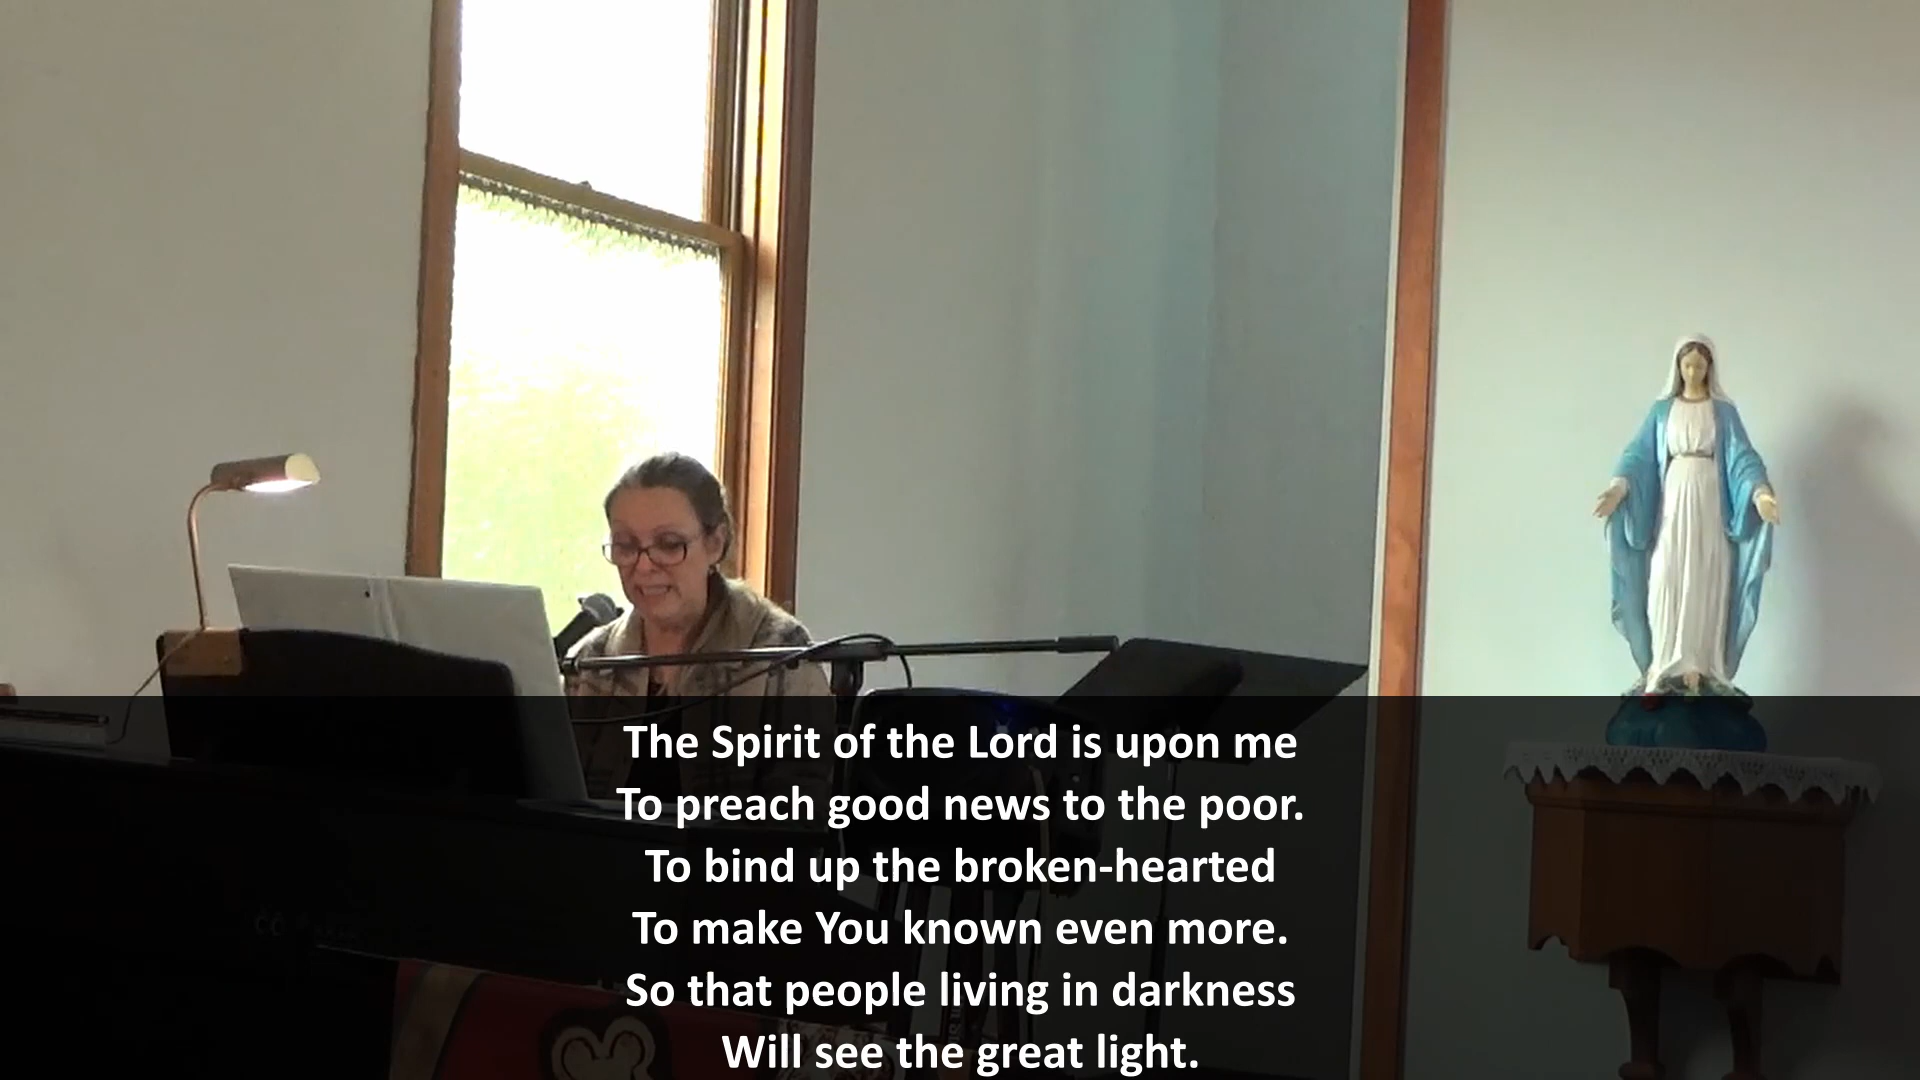 The Spirit of the Lord is upon me
To preach good news to the poor.
To bind up the broken-hearted
To make You known even more.
So that people living in darkness
Will see the great light.